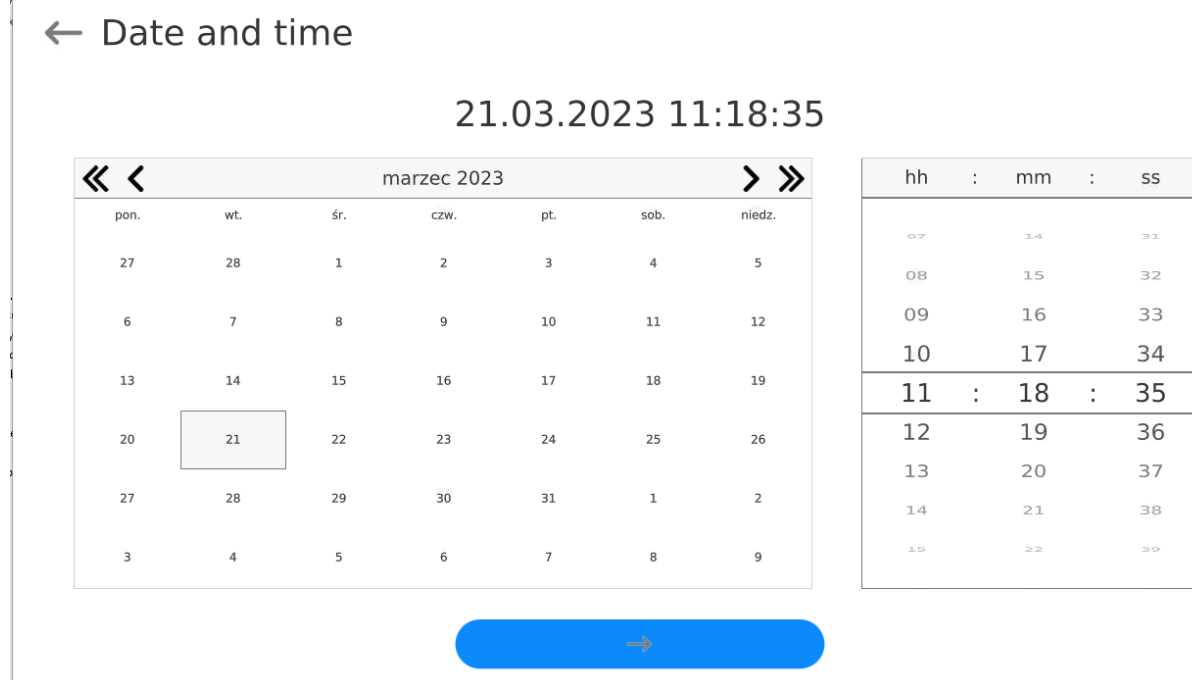 Date and time
21.03.2023 11:18:35
marzec 2023
pon. wt. śr. czw. pt. sob. niedz.
27 28 1 2 3 4 5
6 7 8 9 10 11 12
13 14 15 16 17 18 19
20 21 22 23 24 25 26
27 28 29 30 31 1 2
3 4 5 6 7 8 9
hh : mm : ss
07 14 31
08 15 32
09 16 33
10 17 34
11 : 18 : 35
12 19 36
13 20 37
14 21 38
15 22 39